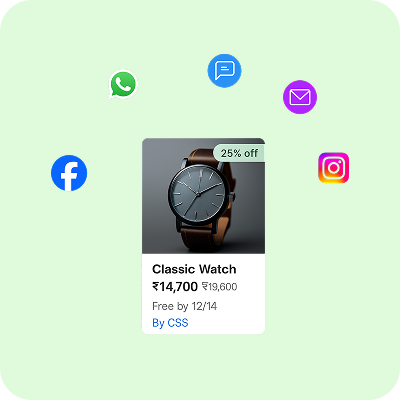 25% off
Classic Watch
₹14,700 ₹19,600
Free by 12/14
By CSS